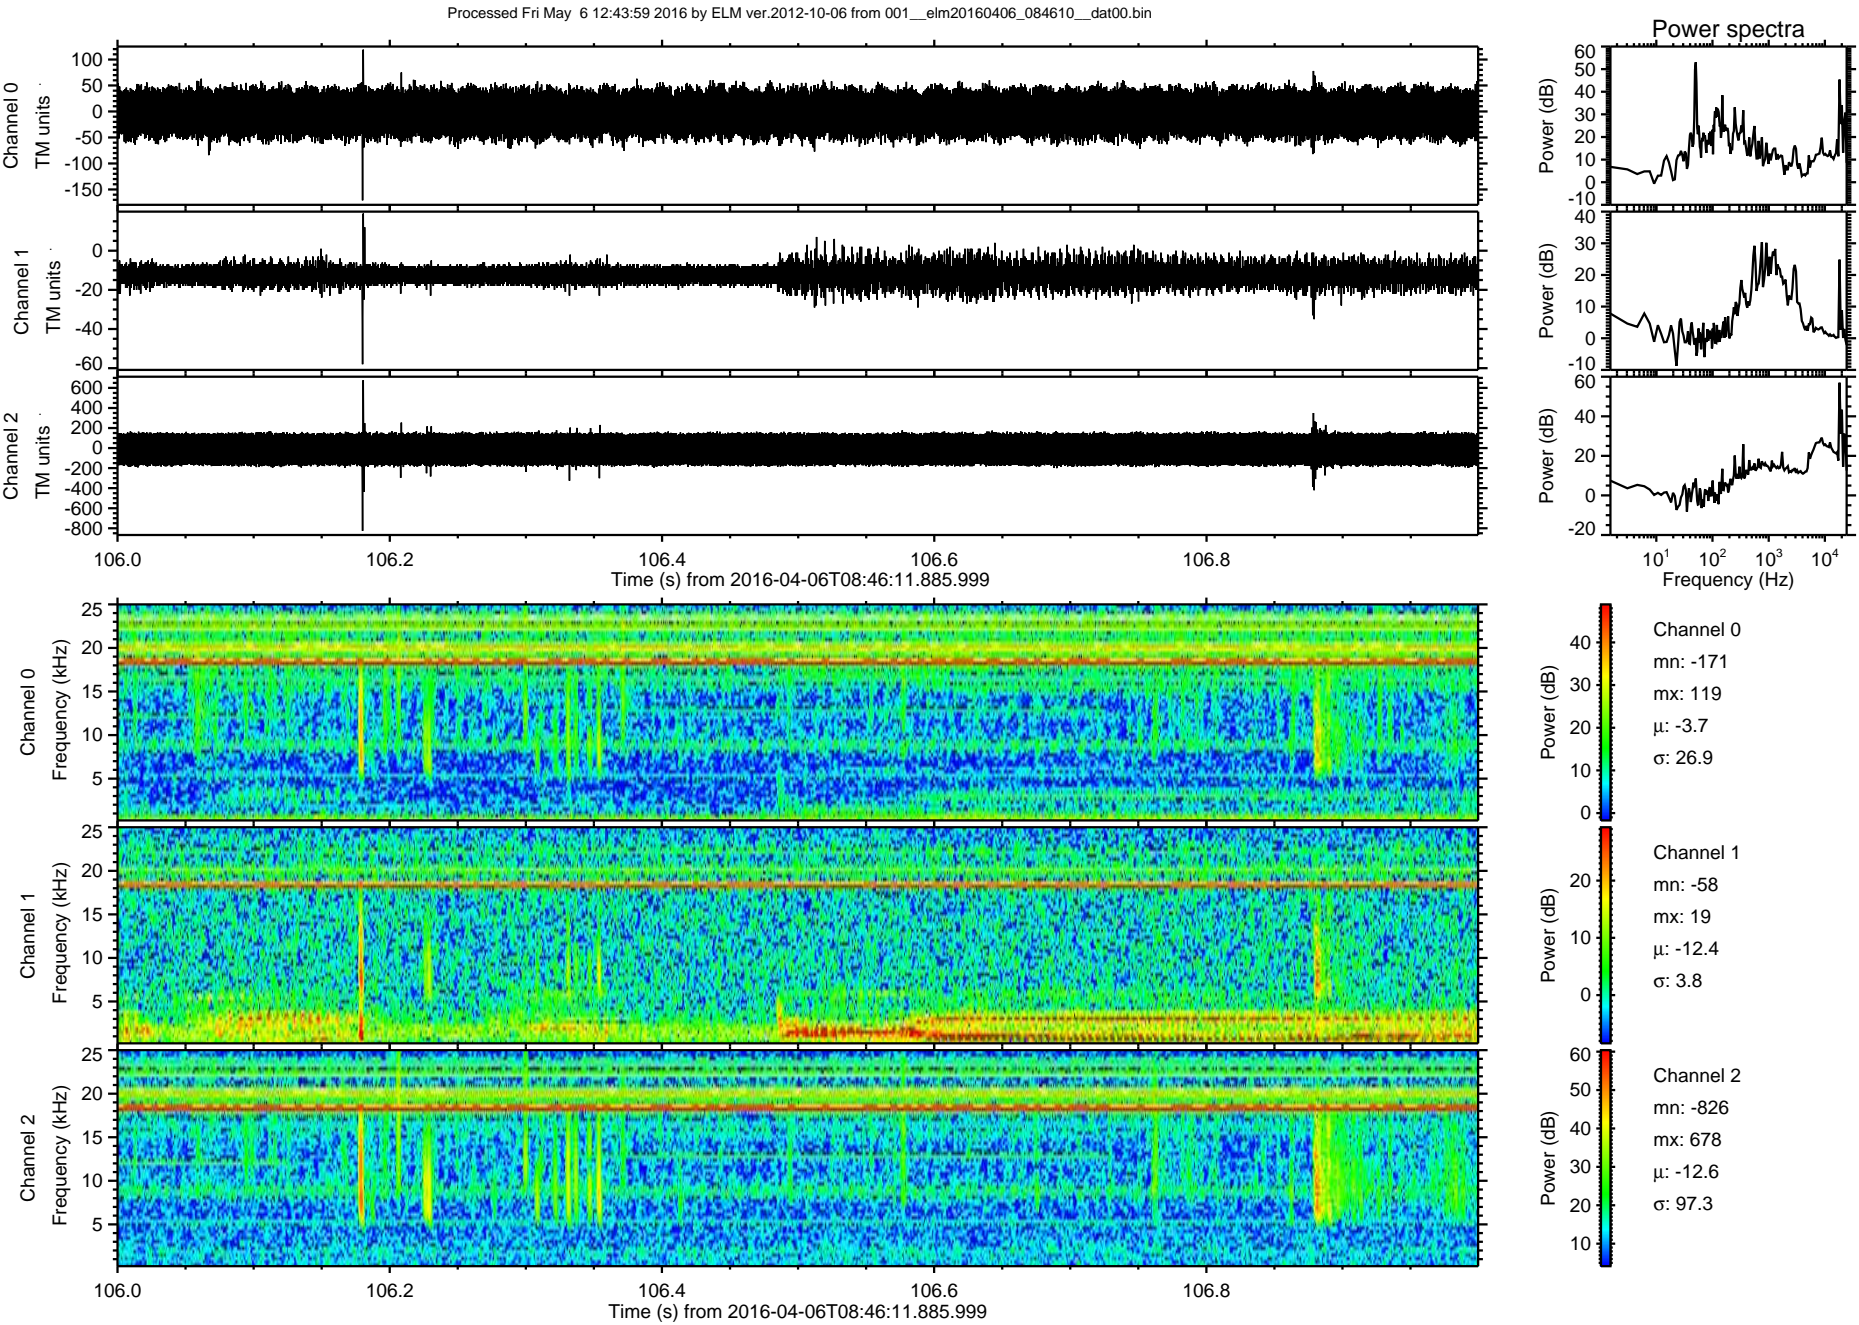 Processed Fri May 6 12:43:59 2016 by ELM ver.2012-10-06 from 001__elm20160406_084610__dat00.bin
Power spectra
Channel 0
TM units
100
50
0
-50
-100
-150
Power (dB)
60
50
40
30
20
10
0
-10
Channel 1
TM units
0
-20
-40
-60
Power (dB)
40
30
20
10
0
-10
Channel 2
TM units
600
400
200
0
-200
-400
-600
-800
Power (dB)
60
40
20
0
-20
106.0 106.2 106.4 106.6 106.8
Time (s) from 2016-04-06T08:46:11.885.999
10¹ 10² 10³ 10⁴
Frequency (Hz)
Channel 0
Frequency (kHz)
25
20
15
10
5
Power (dB)
40
30
20
10
0
Channel 0
mn: -171
mx: 119
μ: -3.7
σ: 26.9
Channel 1
Frequency (kHz)
25
20
15
10
5
Power (dB)
20
10
0
Channel 1
mn: -58
mx: 19
μ: -12.4
σ: 3.8
Channel 2
Frequency (kHz)
25
20
15
10
5
Power (dB)
60
50
40
30
20
10
Channel 2
mn: -826
mx: 678
μ: -12.6
σ: 97.3
106.0 106.2 106.4 106.6 106.8
Time (s) from 2016-04-06T08:46:11.885.999